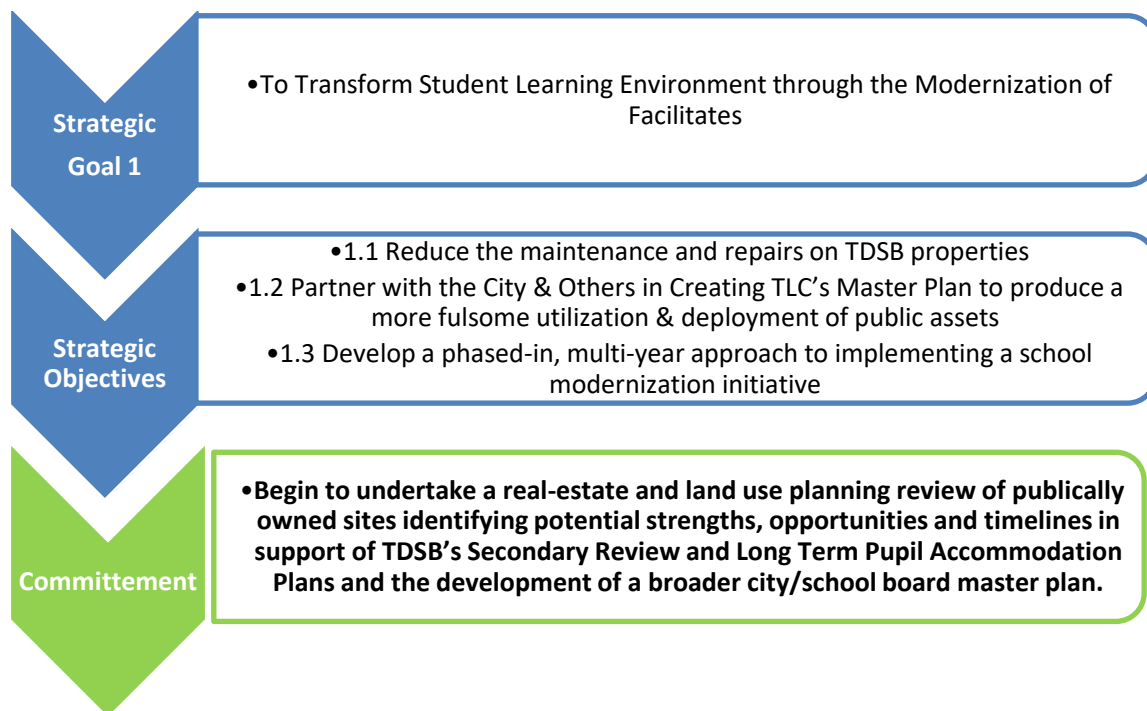 Strategic
Goal 1
•To Transform Student Learning Environment through the Modernization of
Facilitates
Strategic
Objectives
•1.1 Reduce the maintenance and repairs on TDSB properties
•1.2 Partner with the City & Others in Creating TLC's Master Plan to produce a
more fulsome utilization & deployment of public assets
•1.3 Develop a phased-in, multi-year approach to implementing a school
modernization initiative
Committement
•Begin to undertake a real-estate and land use planning review of publically
owned sites identifying potential strengths, opportunities and timelines in
support of TDSB's Secondary Review and Long Term Pupil Accommodation
Plans and the development of a broader city/school board master plan.